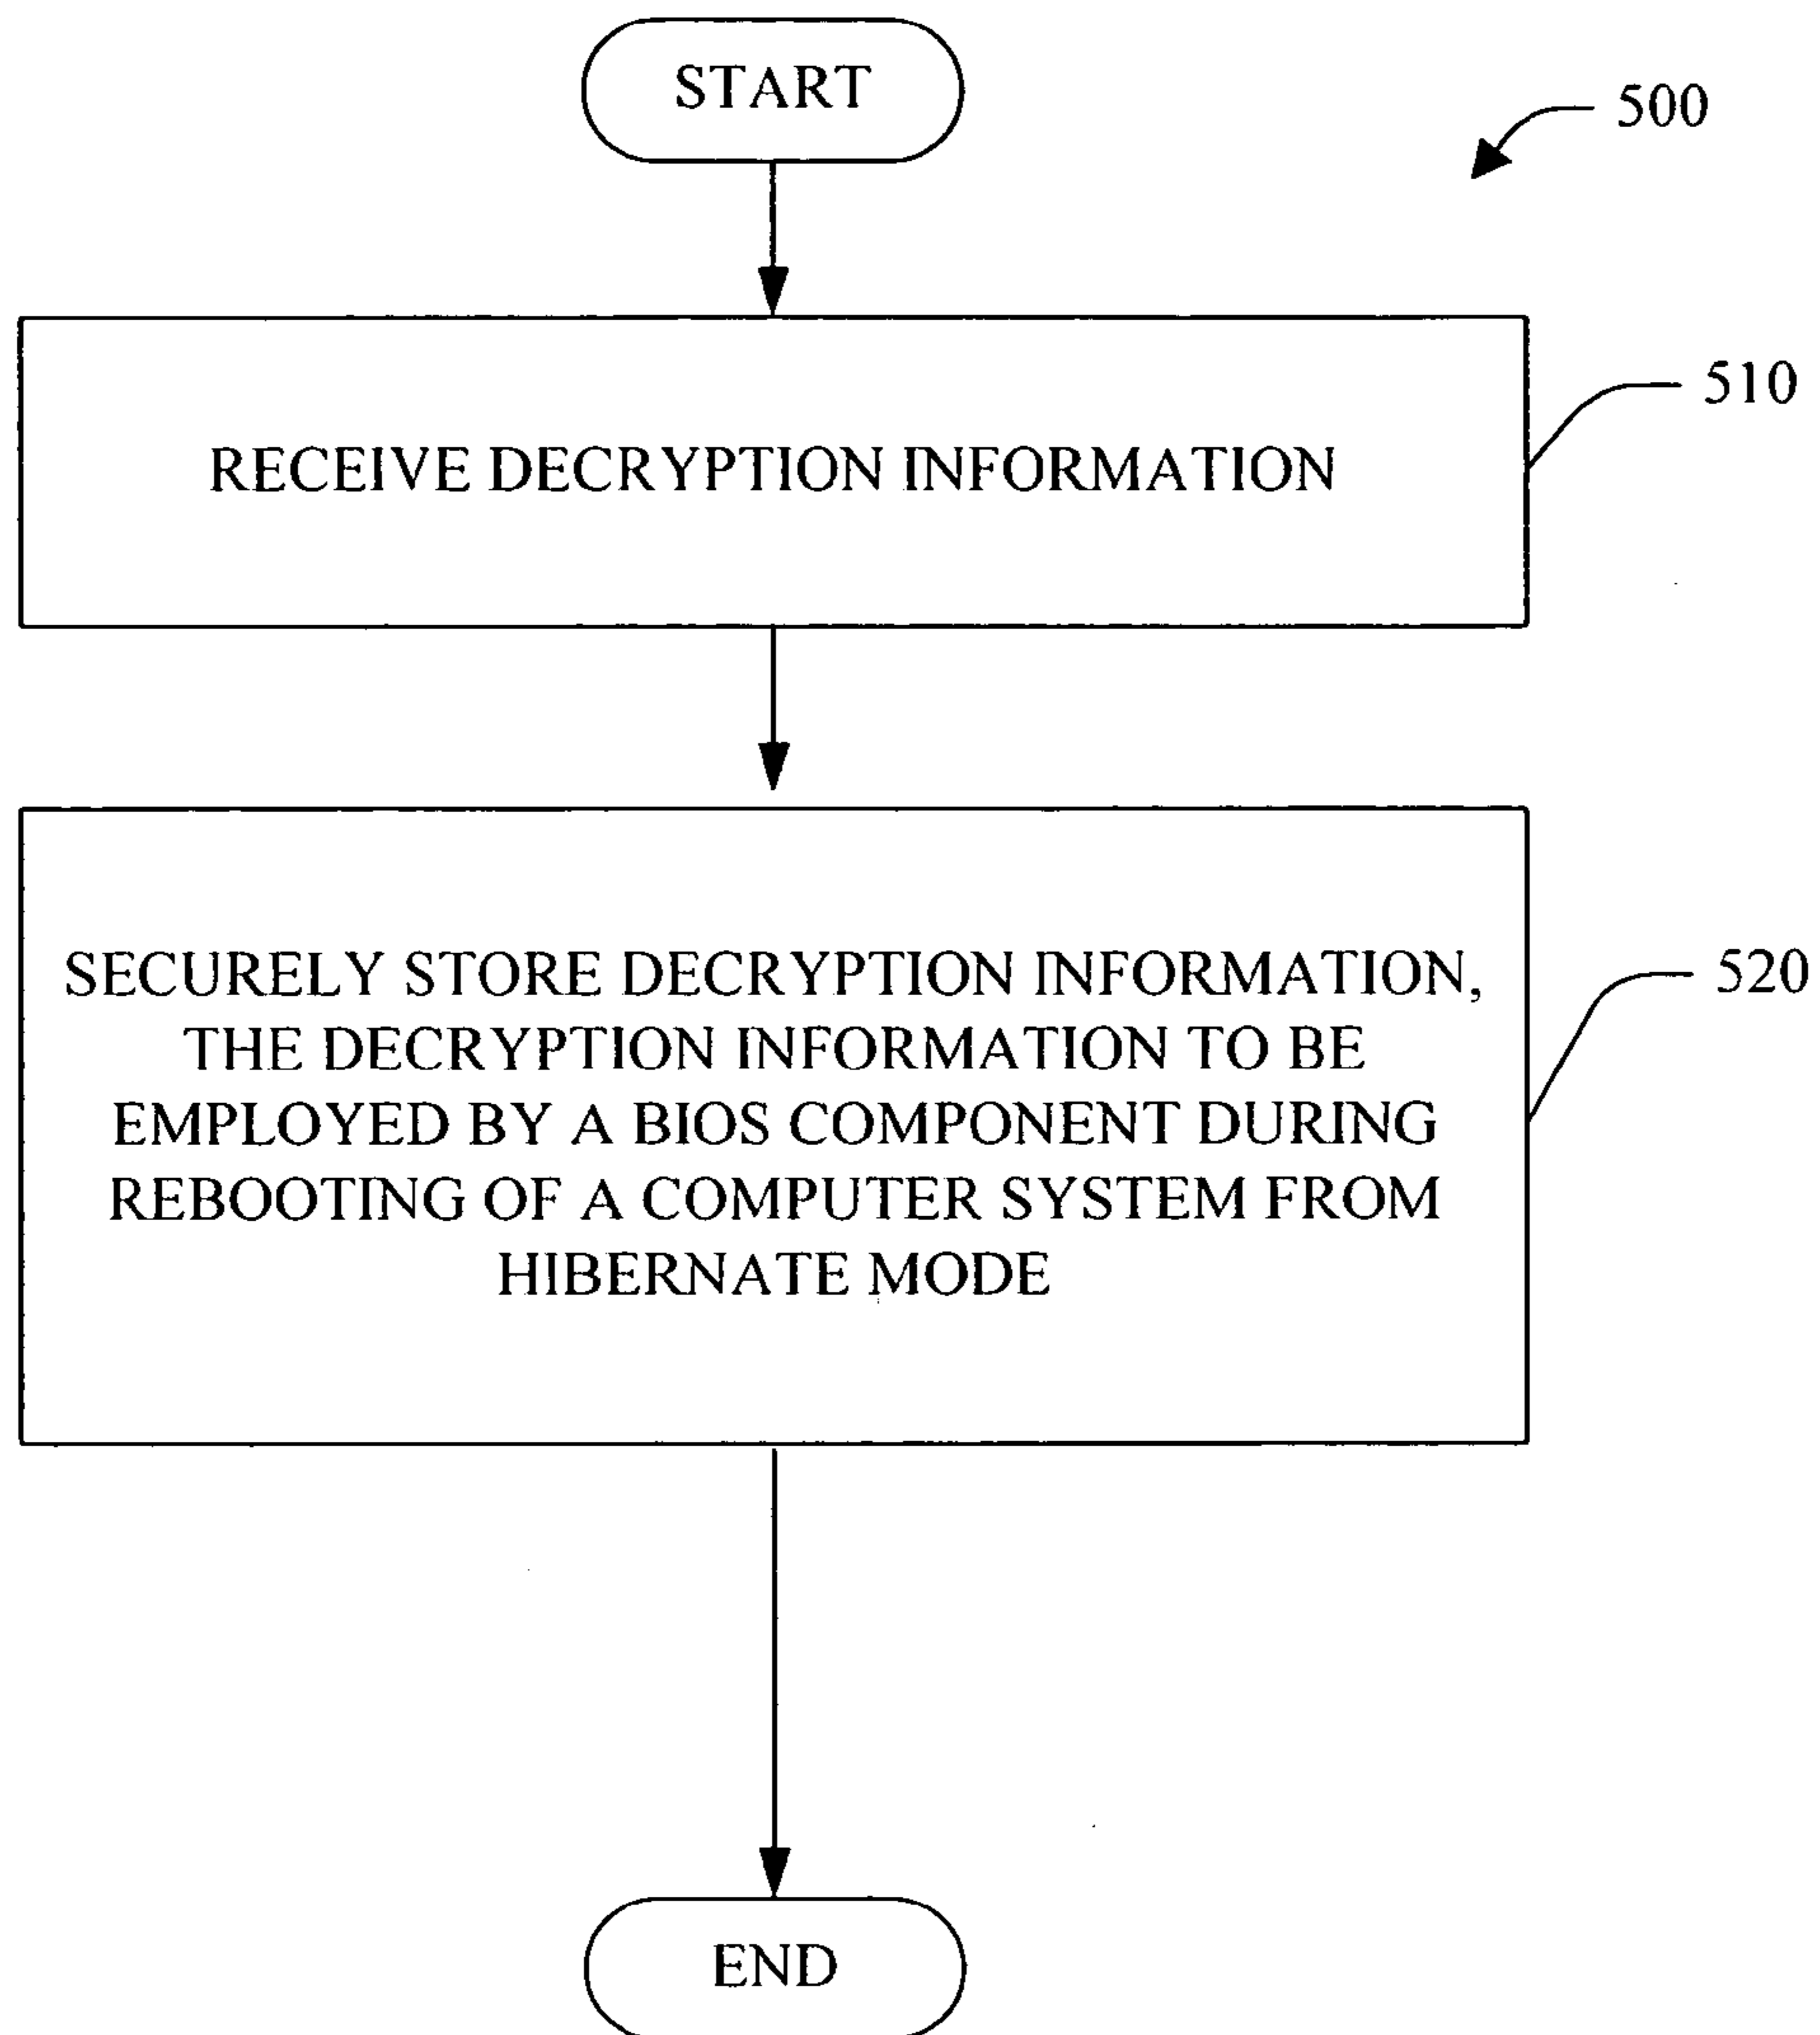 START
500
RECEIVE DECRYPTION INFORMATION
510
SECURELY STORE DECRYPTION INFORMATION,
THE DECRYPTION INFORMATION TO BE
EMPLOYED BY A BIOS COMPONENT DURING
REBOOTING OF A COMPUTER SYSTEM FROM
HIBERNATE MODE
520
END